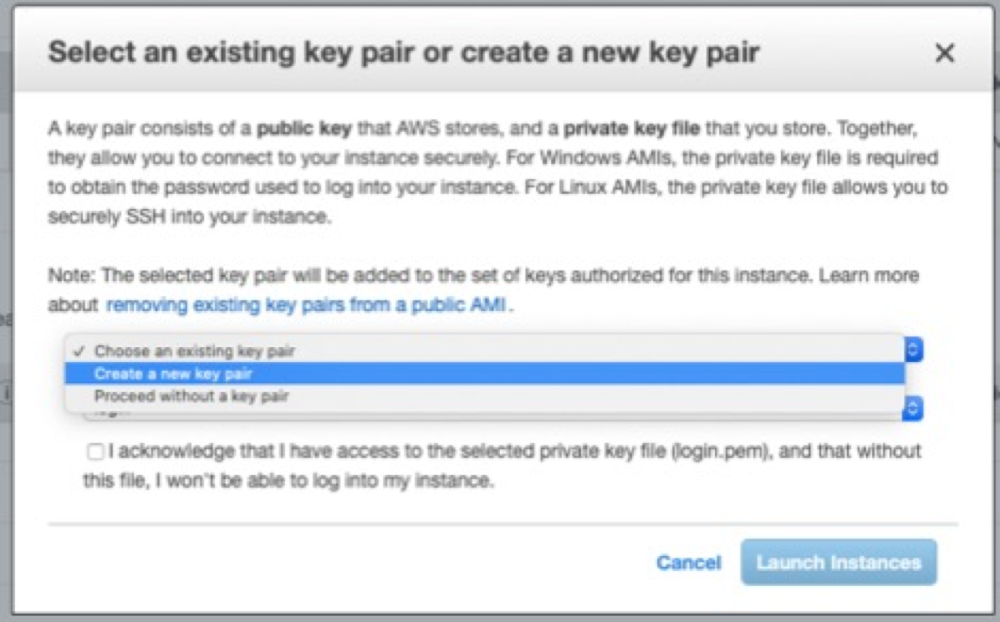 Select an existing key pair or create a new key pair
A key pair consists of a public key that AWS stores, and a private key file that you store. Together,
they allow you to connect to your instance securely. For Windows AMIs, the private key file is required
to obtain the password used to log into your instance. For Linux AMIs, the private key file allows you to
securely SSH into your instance.
Note: The selected key pair will be added to the set of keys authorized for this instance. Learn more
about removing existing key pairs from a public AMI.
✓ Choose an existing key pair
Create a new key pair
Proceed without a key pair
I acknowledge that I have access to the selected private key file (login.pem), and that without
this file, I won't be able to log into my instance.
Cancel Launch Instances